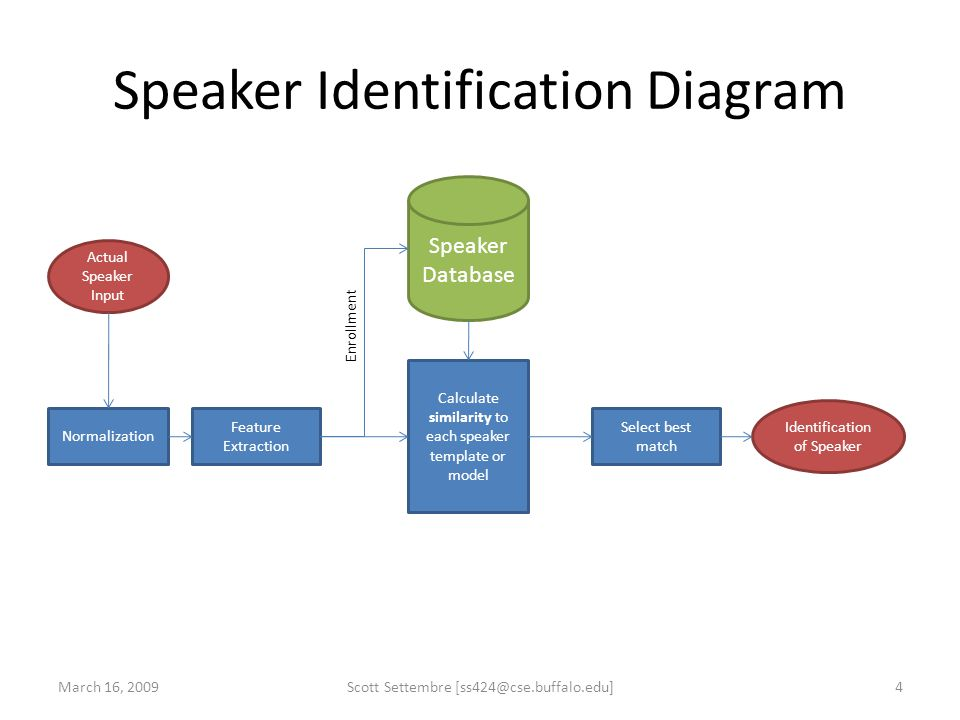 Speaker Identification Diagram
Speaker
Database
Actual
Speaker
Input
Enrollment
Normalization
Feature
Extraction
Calculate
similarity to
each speaker
template or
model
Select best
match
Identification
of Speaker
March 16, 2009
Scott Settembre [ss424@cse.buffalo.edu]
4